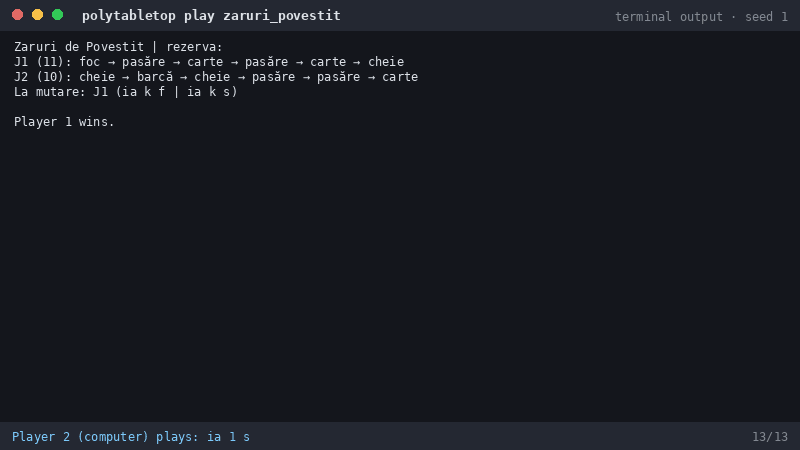 polytabletop play zaruri_povestit
terminal output · seed 1
Zaruri de Povestit | rezerva:
J1 (11): foc → pasăre → carte → pasăre → carte → cheie
J2 (10): cheie → barcă → cheie → pasăre → pasăre → carte
La mutare: J1 (ia k f | ia k s)
Player 1 wins.
Player 2 (computer) plays: ia 1 s
13/13